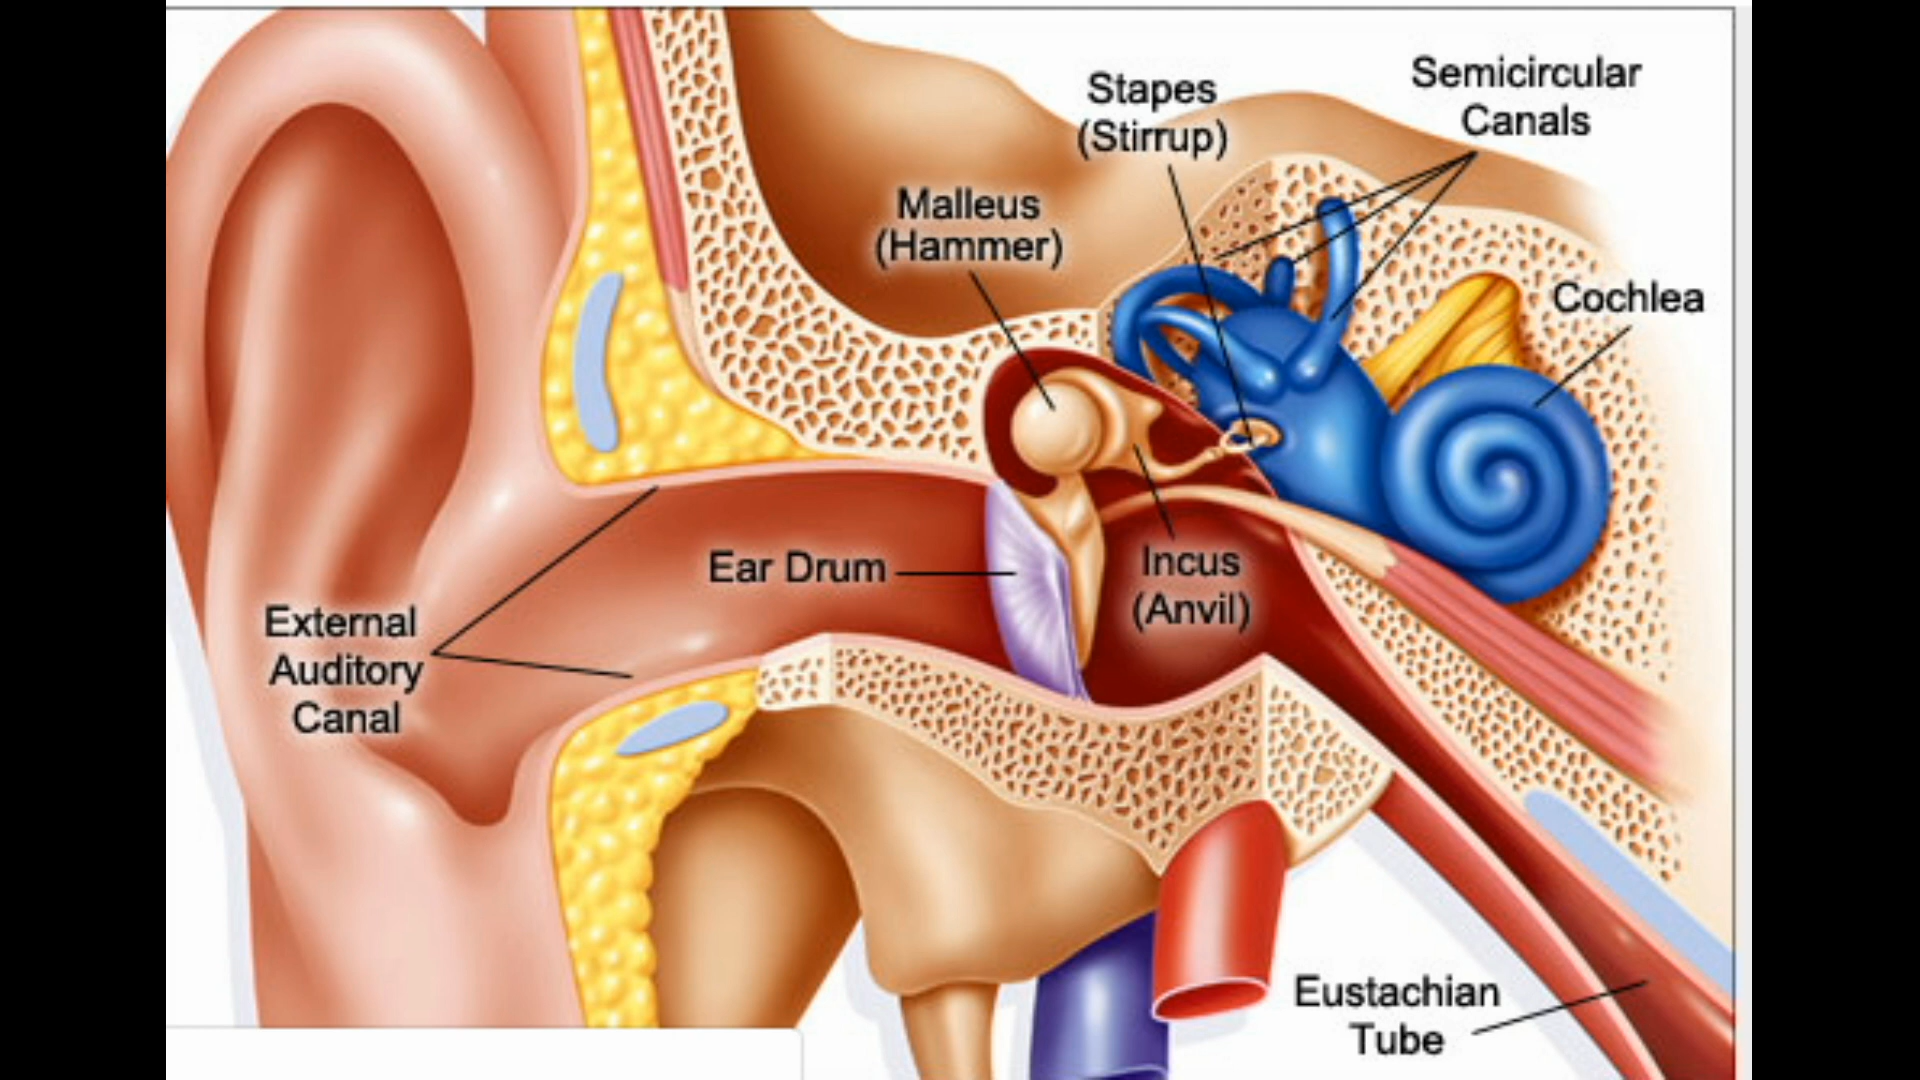 Stapes
(Stirrup)
Semicircular
Canals
Malleus
(Hammer)
Cochlea
Ear Drum
Incus
(Anvil)
External
Auditory
Canal
Eustachian
Tube